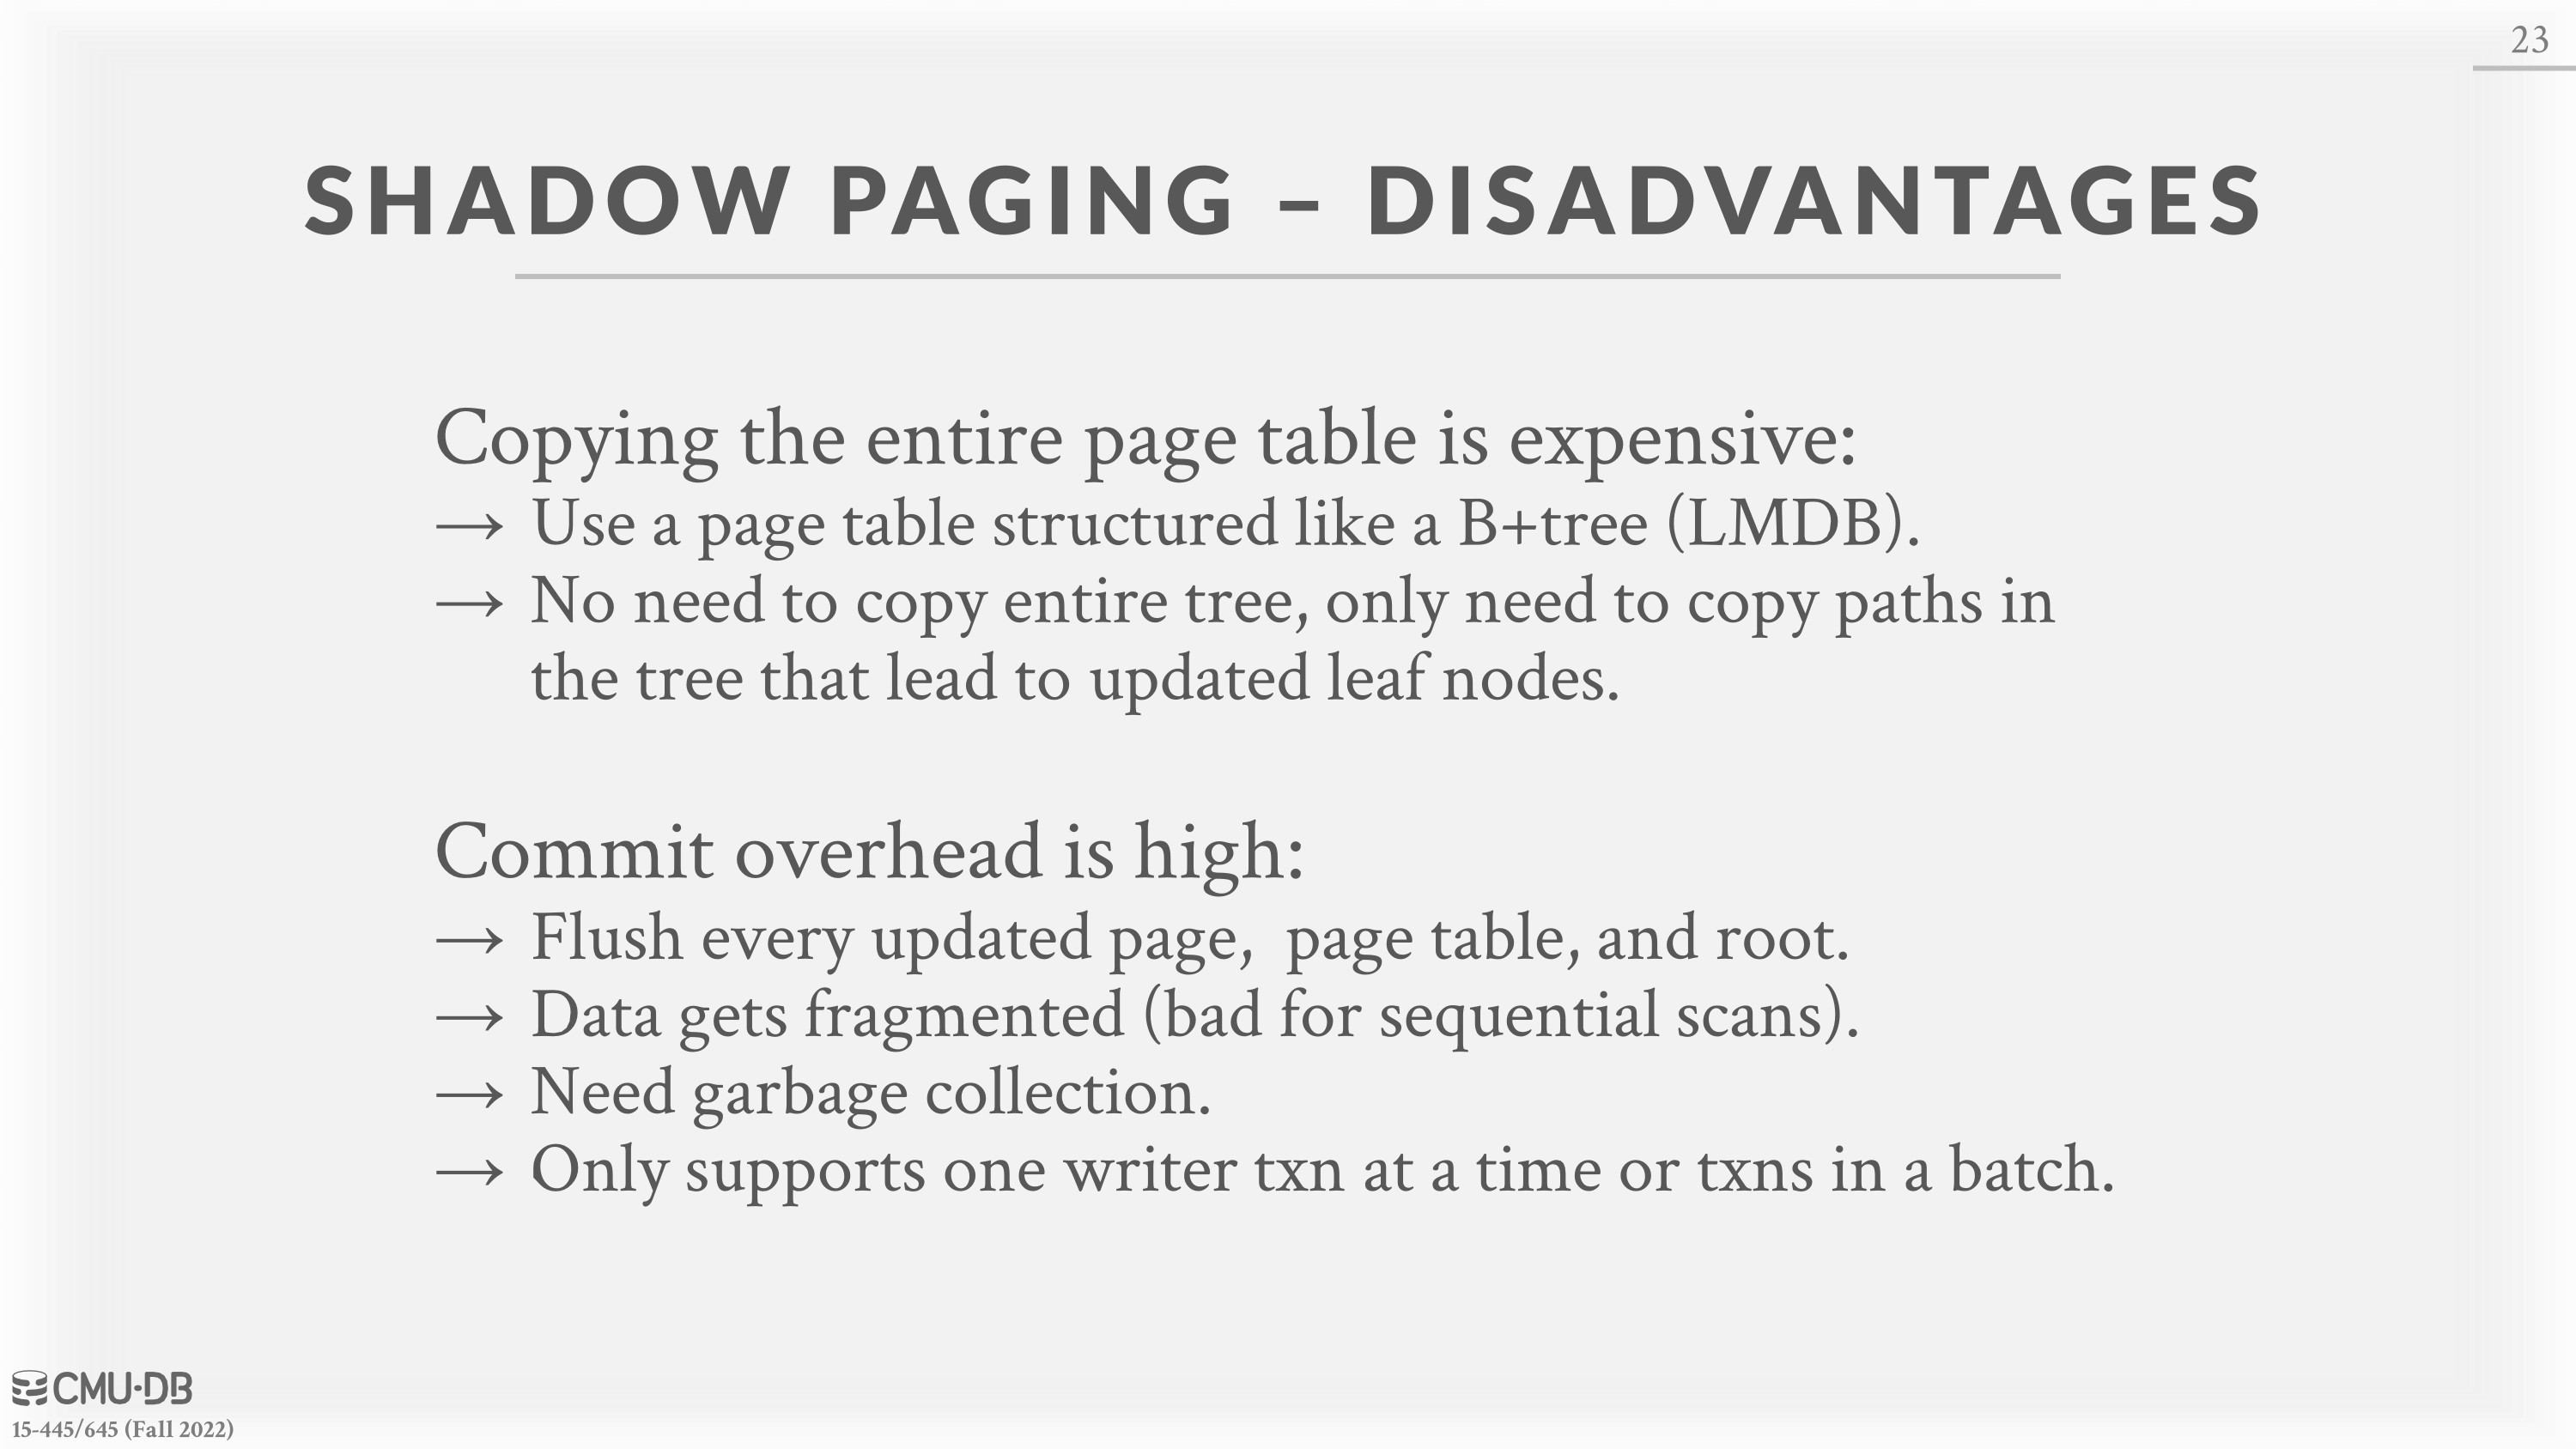 23
SHADOW PAGING – DISADVANTAGES
Copying the entire page table is expensive:
→ Use a page table structured like a B+tree (LMDB).
→ No need to copy entire tree, only need to copy paths in
the tree that lead to updated leaf nodes.
Commit overhead is high:
→ Flush every updated page,  page table, and root.
→ Data gets fragmented (bad for sequential scans).
→ Need garbage collection.
→ Only supports one writer txn at a time or txns in a batch.
CMU·DB
15-445/645 (Fall 2022)